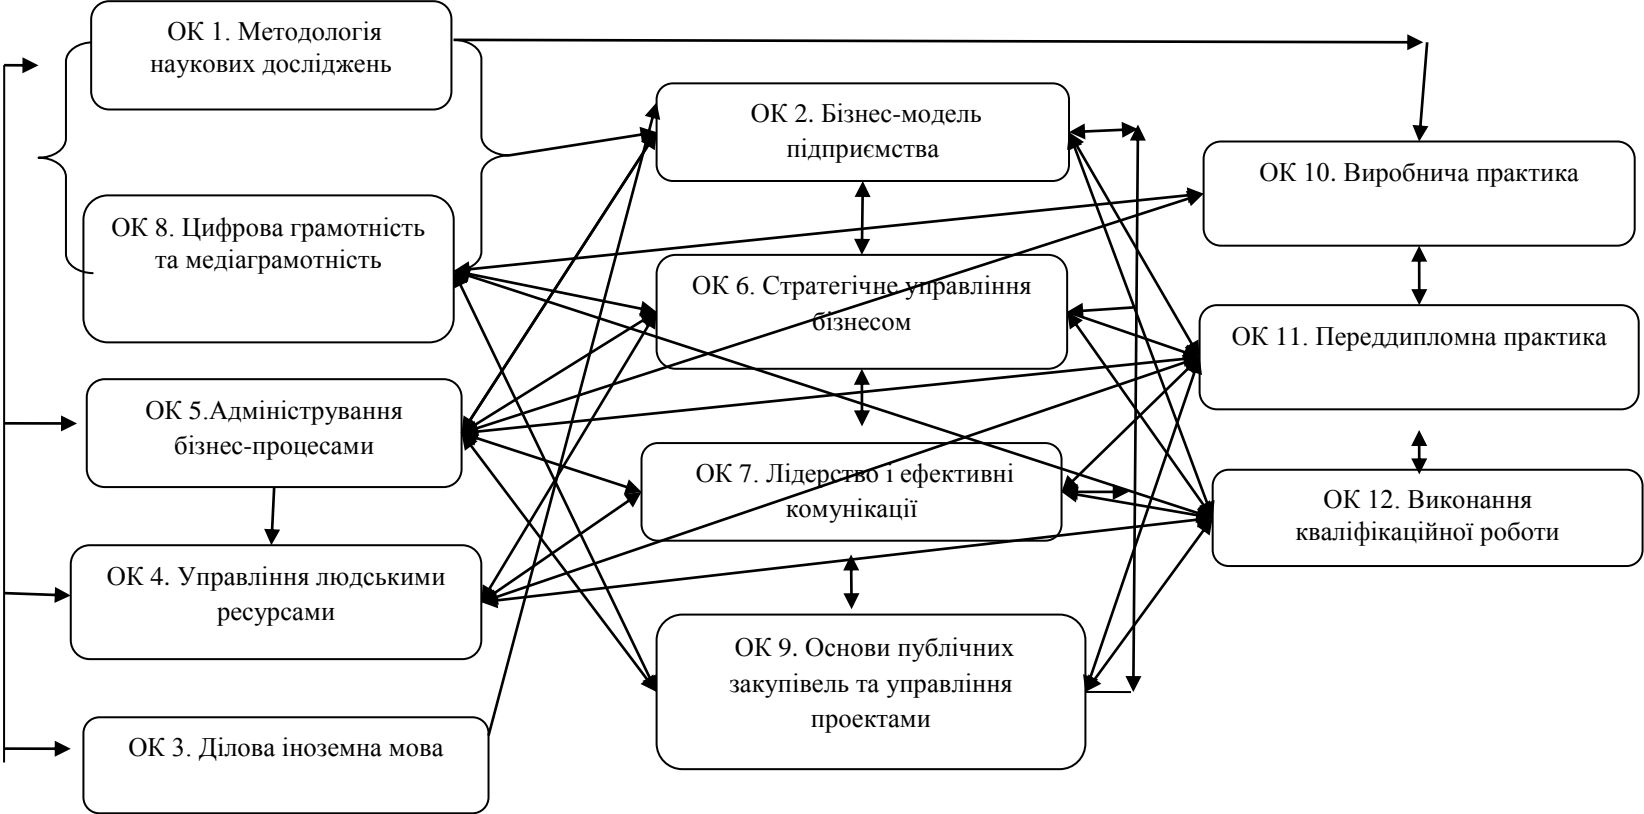 ОК 1. Методологія
наукових досліджень
ОК 8. Цифрова грамотність
та медіаграмотність
ОК 5.Адміністрування
бізнес-процесами
ОК 4. Управління людськими
ресурсами
ОК 3. Ділова іноземна мова
ОК 2. Бізнес-модель
підприємства
ОК 6. Стратегічне управління
бізнесом
ОК 7. Лідерство і ефективні
комунікації
ОК 9. Основи публічних
закупівель та управління
проектами
ОК 10. Виробнича практика
ОК 11. Переддипломна практика
ОК 12. Виконання
кваліфікаційної роботи